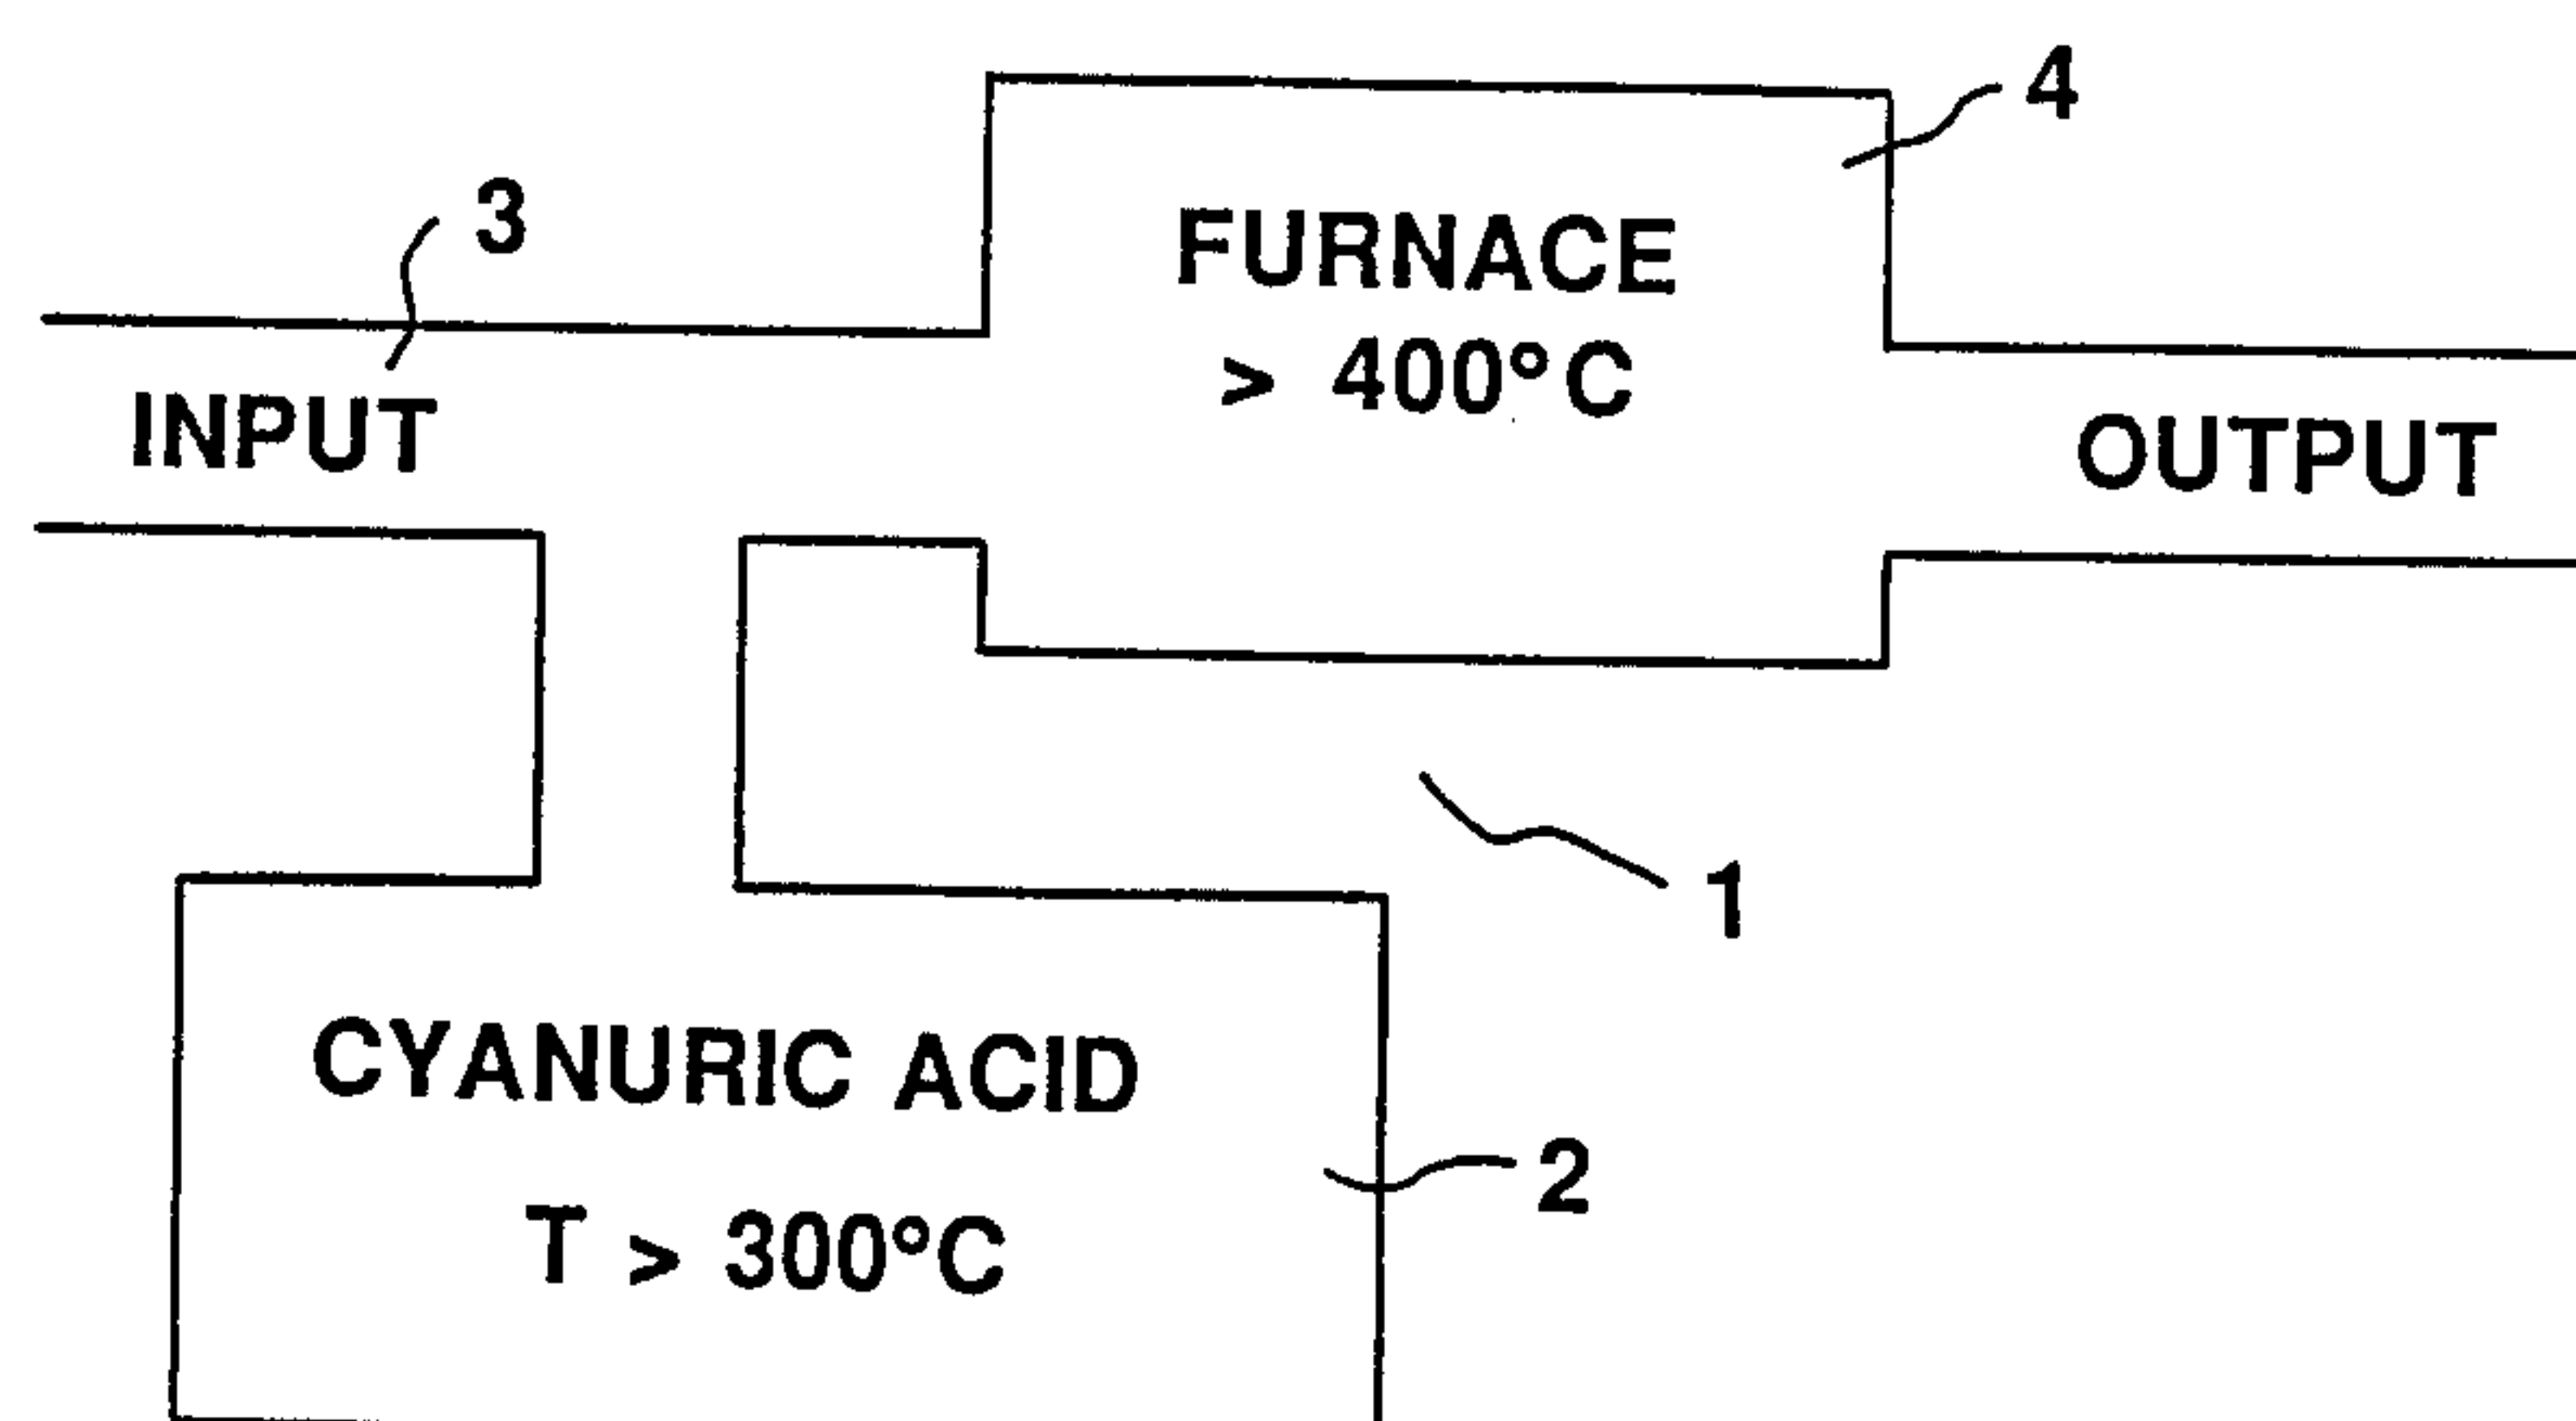 4
3
FURNACE
> 400°C
INPUT
OUTPUT
1
CYANURIC ACID
2
T > 300°C